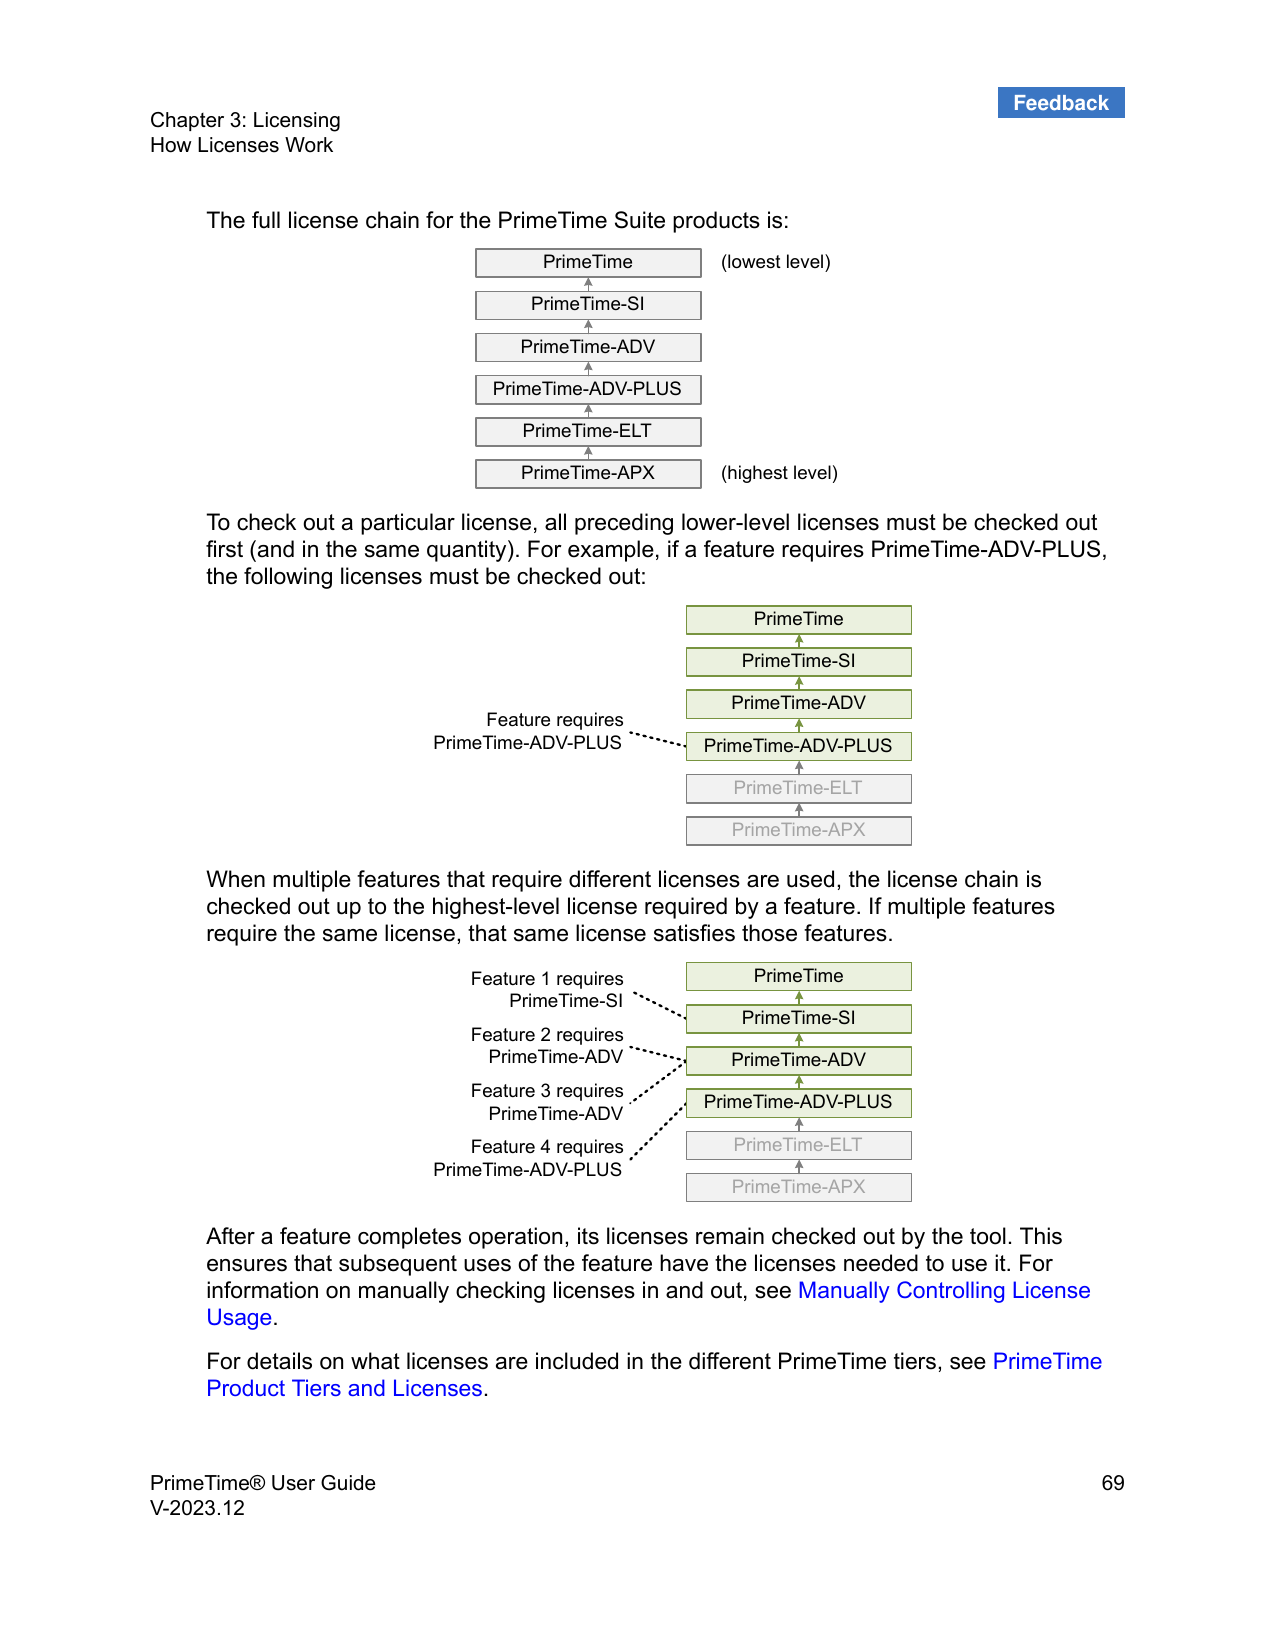 Feedback
Chapter 3: Licensing
How Licenses Work
The full license chain for the PrimeTime Suite products is:
PrimeTime (lowest level)
PrimeTime-SI
PrimeTime-ADV
PrimeTime-ADV-PLUS
PrimeTime-ELT
PrimeTime-APX (highest level)
To check out a particular license, all preceding lower-level licenses must be checked out
first (and in the same quantity). For example, if a feature requires PrimeTime-ADV-PLUS,
the following licenses must be checked out:
PrimeTime
PrimeTime-SI
PrimeTime-ADV
Feature requires
PrimeTime-ADV-PLUS
PrimeTime-ADV-PLUS
PrimeTime-ELT
PrimeTime-APX
When multiple features that require different licenses are used, the license chain is
checked out up to the highest-level license required by a feature. If multiple features
require the same license, that same license satisfies those features.
Feature 1 requires
PrimeTime-SI
Feature 2 requires
PrimeTime-ADV
Feature 3 requires
PrimeTime-ADV
Feature 4 requires
PrimeTime-ADV-PLUS
PrimeTime
PrimeTime-SI
PrimeTime-ADV
PrimeTime-ADV-PLUS
PrimeTime-ELT
PrimeTime-APX
After a feature completes operation, its licenses remain checked out by the tool. This
ensures that subsequent uses of the feature have the licenses needed to use it. For
information on manually checking licenses in and out, see Manually Controlling License
Usage.
For details on what licenses are included in the different PrimeTime tiers, see PrimeTime
Product Tiers and Licenses.
PrimeTime® User Guide 69
V-2023.12